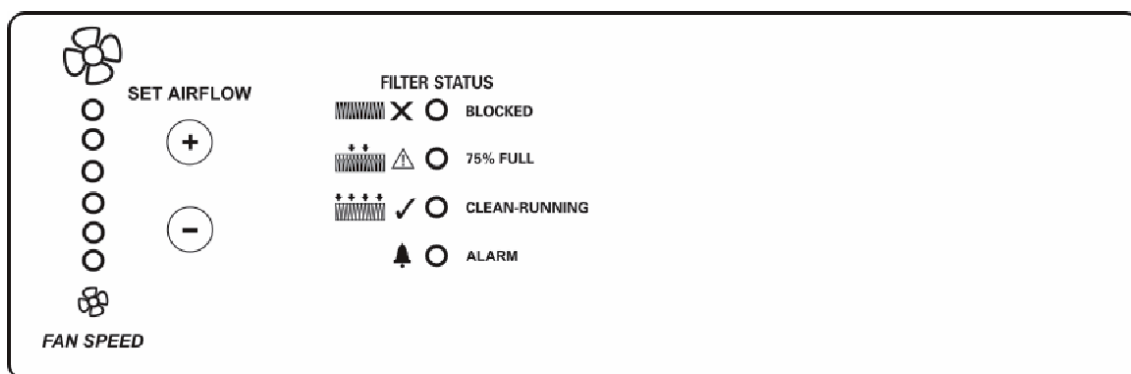 SET AIRFLOW
+
-
FAN SPEED
FILTER STATUS
BLOCKED
75% FULL
CLEAN-RUNNING
ALARM